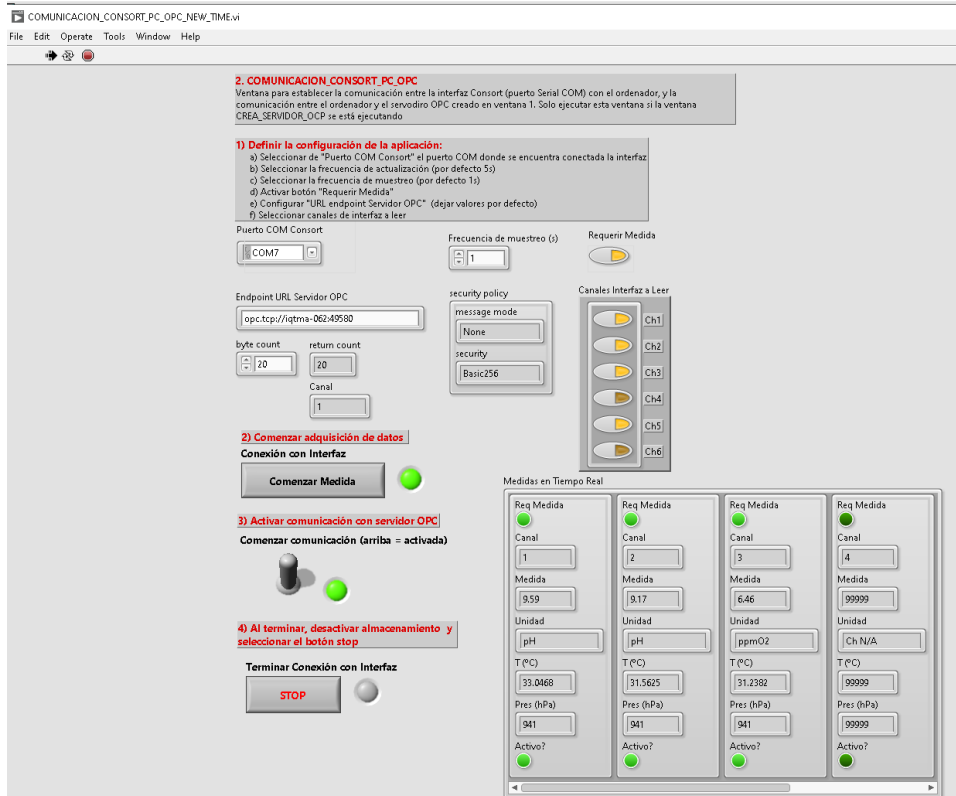 COMUNICACION_CONSORT_PC_OPC_NEW_TIME.vi
File Edit Operate Tools Window Help
2. COMUNICACION_CONSORT_PC_OPC
Ventana para establecer la comunicación entre la interfaz Consort (puerto Serial COM) con el ordenador, y la
comunicación entre el ordenador y el servodiro OPC creado en ventana 1. Solo ejecutar esta ventana si la ventana
CREA_SERVIDOR_OCP se está ejecutando
1) Definir la configuración de la aplicación:
a) Seleccionar de "Puerto COM Consort" el puerto COM donde se encuentra conectada la interfaz
b) Seleccionar la frecuencia de actualización (por defecto 5s)
c) Seleccionar la frecuencia de muestreo (por defecto 1s)
d) Activar botón "Requerir Medida"
e) Configurar "URL endpoint Servidor OPC" (dejar valores por defecto)
f) Seleccionar canales de interfaz a leer
Puerto COM Consort
COM7
Frecuencia de muestreo (s)
1
Requerir Medida
Endpoint URL Servidor OPC
opc.tcp://iqtma-062:49580
byte count
20
return count
20
Canal
1
security policy
message mode
None
security
Basic256
Canales Interfaz a Leer
Ch1
Ch2
Ch3
Ch4
Ch5
Ch6
2) Comenzar adquisición de datos
Conexión con Interfaz
Comenzar Medida
3) Activar comunicación con servidor OPC
Comenzar comunicación (arriba = activada)
4) Al terminar, desactivar almacenamiento y
seleccionar el botón stop
Terminar Conexión con Interfaz
STOP
Medidas en Tiempo Real
Req Medida
Canal
1
Medida
9.59
Unidad
pH
T (ºC)
33.0468
Pres (hPa)
941
Activo?
Req Medida
Canal
2
Medida
9.17
Unidad
pH
T (ºC)
31.5625
Pres (hPa)
941
Activo?
Req Medida
Canal
3
Medida
6.46
Unidad
ppmO2
T (ºC)
31.2382
Pres (hPa)
941
Activo?
Req Medida
Canal
4
Medida
99999
Unidad
Ch N/A
T (ºC)
99999
Pres (hPa)
99999
Activo?